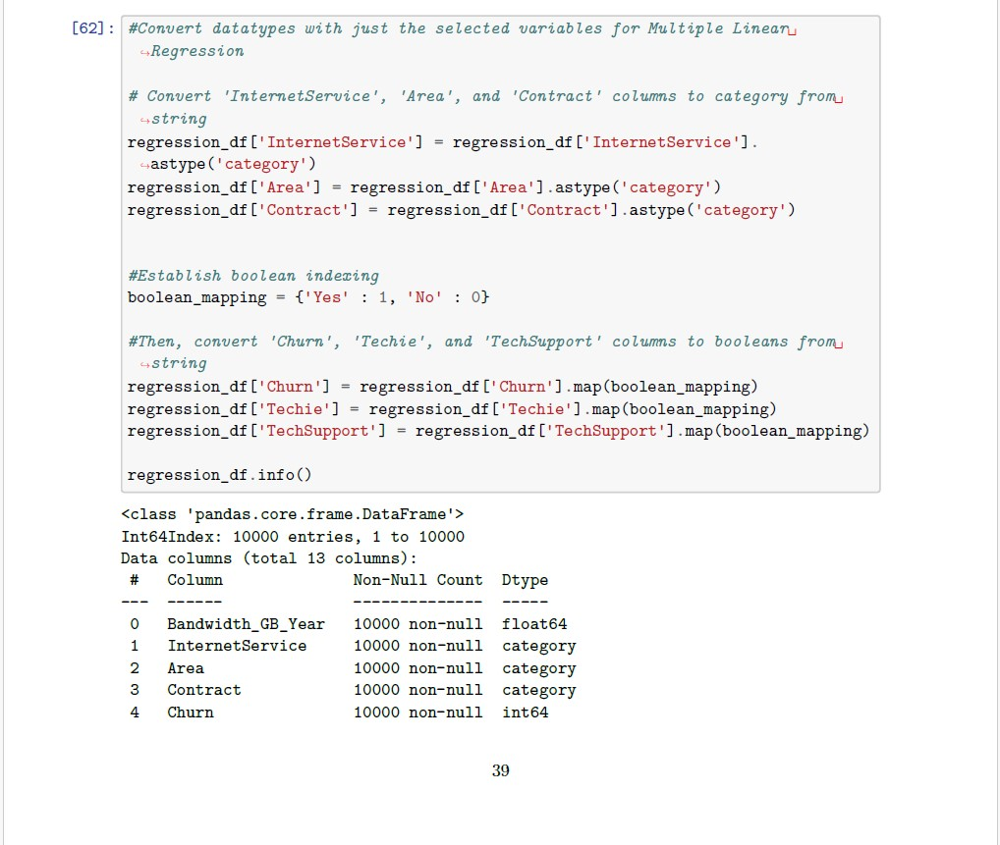 [62]: #Convert datatypes with just the selected variables for Multiple Linear␣
↪Regression
# Convert 'InternetService', 'Area', and 'Contract' columns to category from␣
↪string
regression_df['InternetService'] = regression_df['InternetService'].
↪astype('category')
regression_df['Area'] = regression_df['Area'].astype('category')
regression_df['Contract'] = regression_df['Contract'].astype('category')
#Establish boolean indexing
boolean_mapping = {'Yes' : 1, 'No' : 0}
#Then, convert 'Churn', 'Techie', and 'TechSupport' columns to booleans from␣
↪string
regression_df['Churn'] = regression_df['Churn'].map(boolean_mapping)
regression_df['Techie'] = regression_df['Techie'].map(boolean_mapping)
regression_df['TechSupport'] = regression_df['TechSupport'].map(boolean_mapping)
regression_df.info()
<class 'pandas.core.frame.DataFrame'>
Int64Index: 10000 entries, 1 to 10000
Data columns (total 13 columns):
# Column Non-Null Count Dtype
--- ------ -------------- -----
0 Bandwidth_GB_Year 10000 non-null float64
1 InternetService 10000 non-null category
2 Area 10000 non-null category
3 Contract 10000 non-null category
4 Churn 10000 non-null int64
39